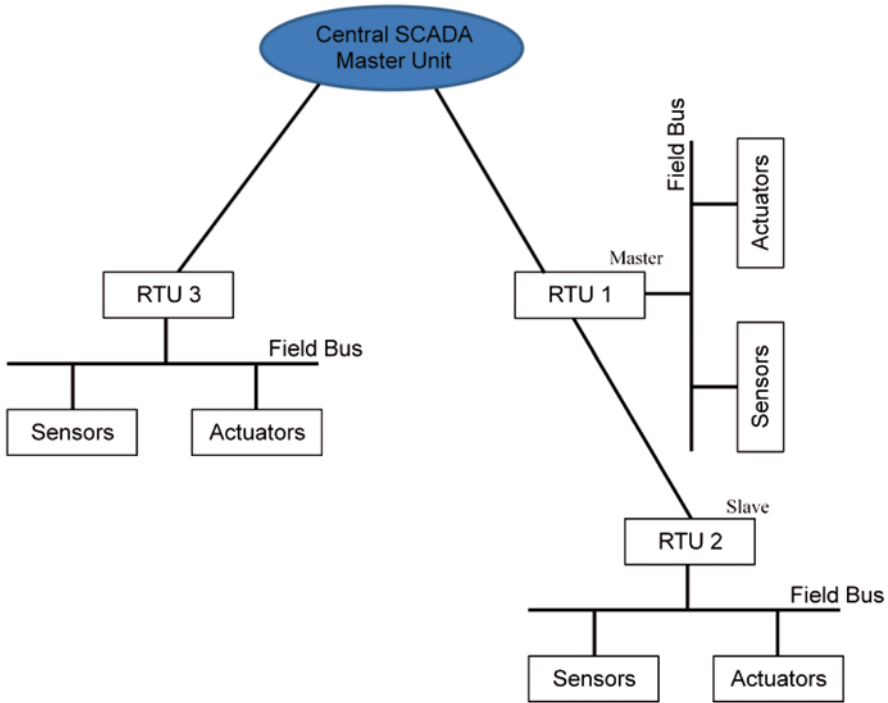 Central SCADA
Master Unit
Field Bus
Actuators
Master
RTU 3
RTU 1
Field Bus
Sensors
Sensors
Actuators
Slave
RTU 2
Field Bus
Sensors
Actuators